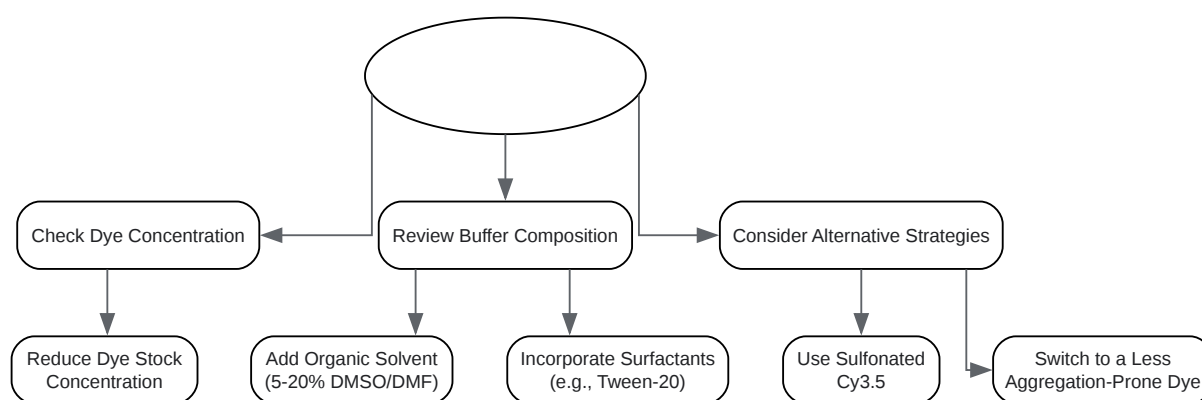 Check Dye Concentration
Review Buffer Composition
Consider Alternative Strategies
Reduce Dye Stock
Concentration
Add Organic Solvent
(5-20% DMSO/DMF)
Incorporate Surfactants
(e.g., Tween-20)
Use Sulfonated
Cy3.5
Switch to a Less
Aggregation-Prone Dye